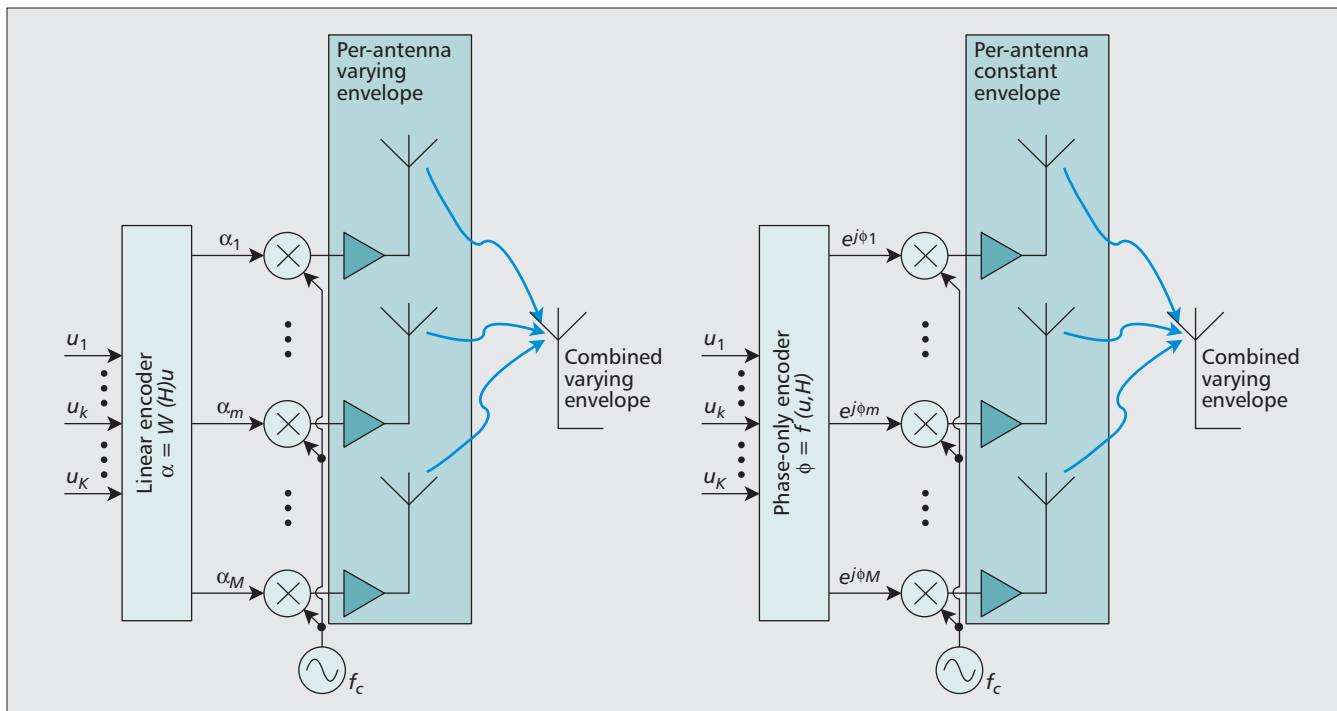 Per-antenna
varying
envelope
α1
u1
uk
uK
Linear encoder
α = W (H)u
αm
αM
Combined
varying
envelope
fc
Per-antenna
constant
envelope
e^jϕ1
u1
uk
uK
Phase-only encoder
ϕ = f (u,H)
e^jϕm
e^jϕM
Combined
varying
envelope
fc